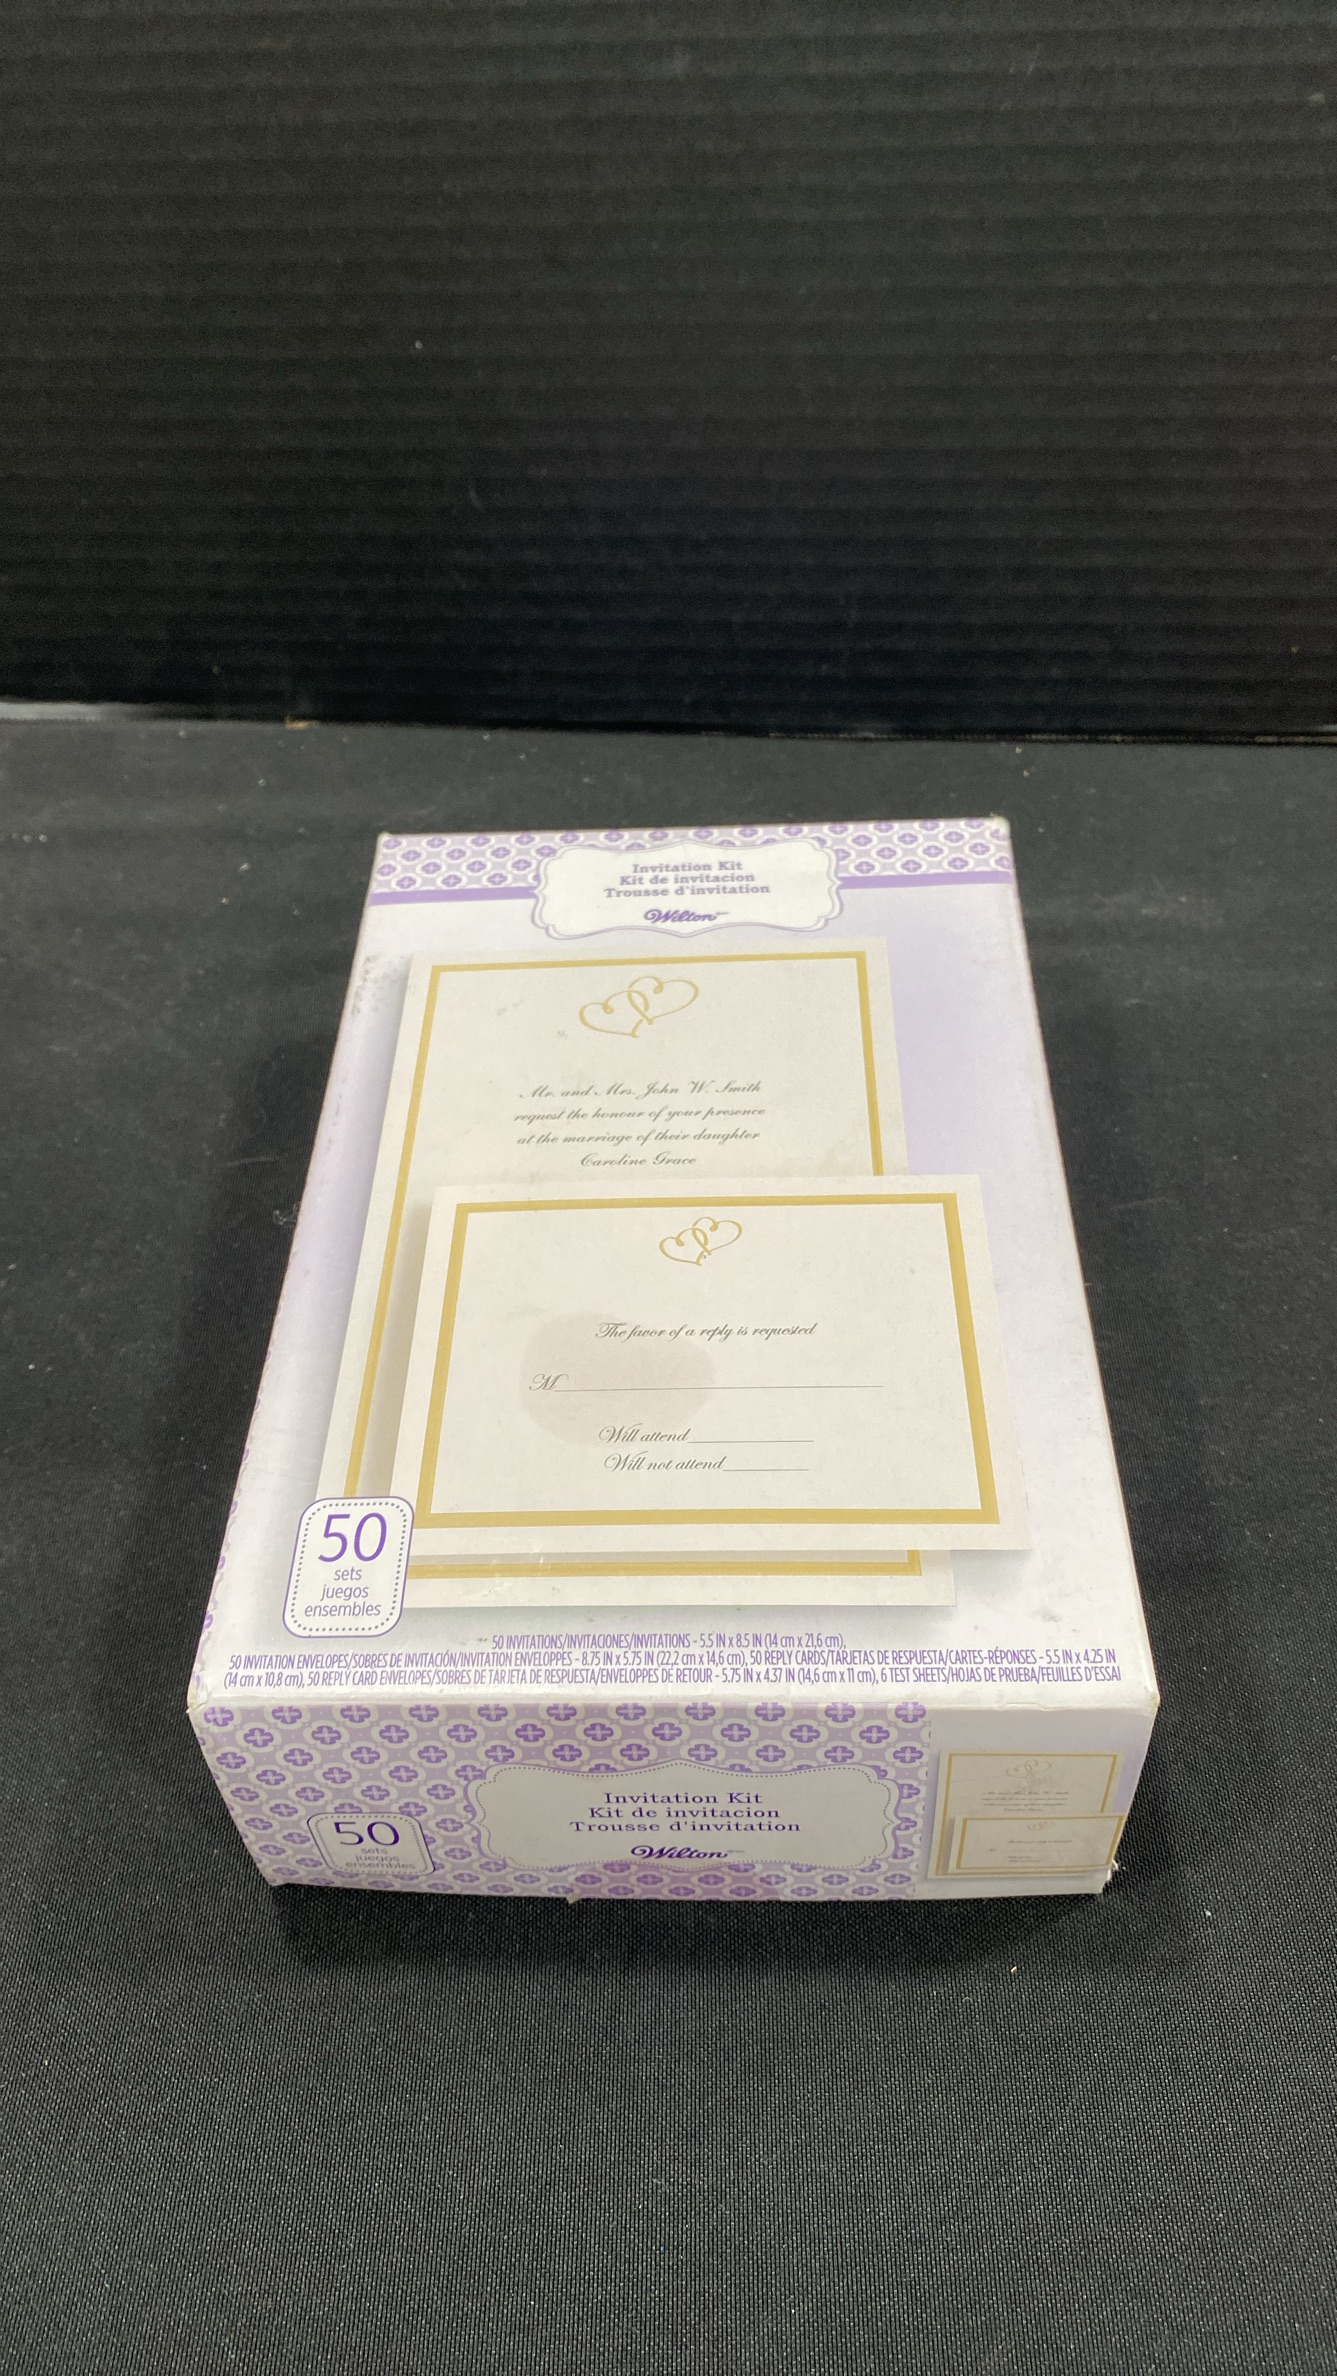 Invitation Kit
Kit de invitacion
Trousse d'invitation
Wilton
Mr. and Mrs. John W. Smith
request the honour of your presence
at the marriage of their daughter
Caroline Grace
The favor of a reply is requested
M
Will attend
Will not attend
50
sets
juegos
ensembles
50 INVITATIONS/INVITACIONES/INVITATIONS - 5.5 IN x 8.5 IN (14 cm x 21,6 cm),
50 INVITATION ENVELOPES/SOBRES DE INVITACIÓN/INVITATION ENVELOPPES - 8.75 IN x 5.75 IN (22,2 cm x 14,6 cm), 50 REPLY CARDS/TARJETAS DE RESPUESTA/CARTES-RÉPONSES - 5.5 IN x 4.25 IN
(14 cm x 10,8 cm), 50 REPLY CARD ENVELOPES/SOBRES DE TARJETA DE RESPUESTA/ENVELOPPES DE RETOUR - 5.75 IN x 4.37 IN (14,6 cm x 11 cm), 6 TEST SHEETS/HOJAS DE PRUEBA/FEUILLES D'ESSAI
Invitation Kit
Kit de invitacion
Trousse d'invitation
Wilton
50
sets
juegos
ensembles